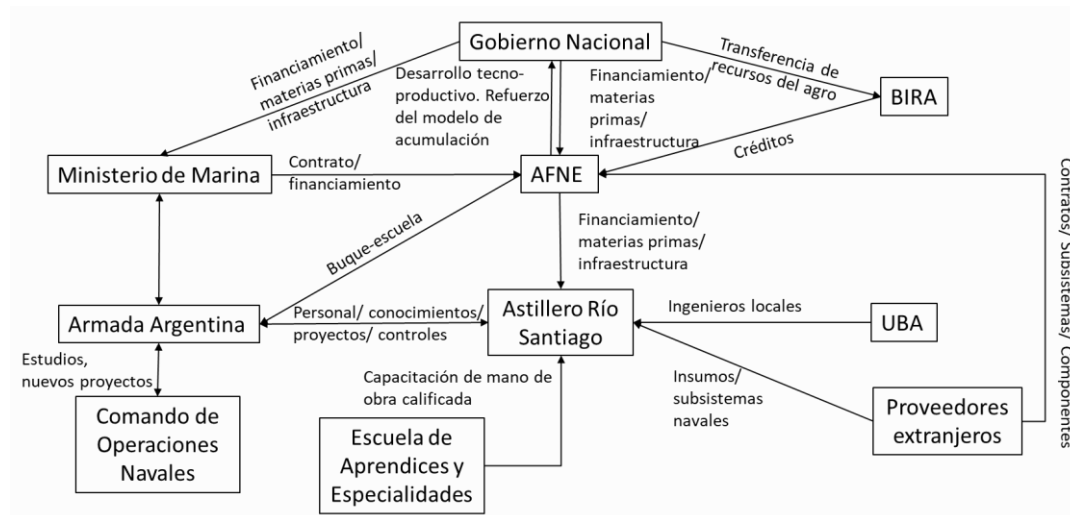 Gobierno Nacional
Financiamiento/
materias primas/
infraestructura
Desarrollo tecno-
productivo. Refuerzo
del modelo de
acumulación
Financiamiento/
materias
primas/
infraestructura
Transferencia de
recursos del agro
BIRA
Créditos
Ministerio de Marina
Contrato/
financiamiento
AFNE
Contratos/ Subsistemas/ Componentes
Buque-escuela
Financiamiento/
materias primas/
infraestructura
Armada Argentina
Personal/ conocimientos/
proyectos/ controles
Astillero Río
Santiago
Ingenieros locales
UBA
Estudios,
nuevos proyectos
Capacitación de mano de
obra calificada
Insumos/
subsistemas
navales
Comando de
Operaciones
Navales
Escuela de
Aprendices y
Especialidades
Proveedores
extranjeros